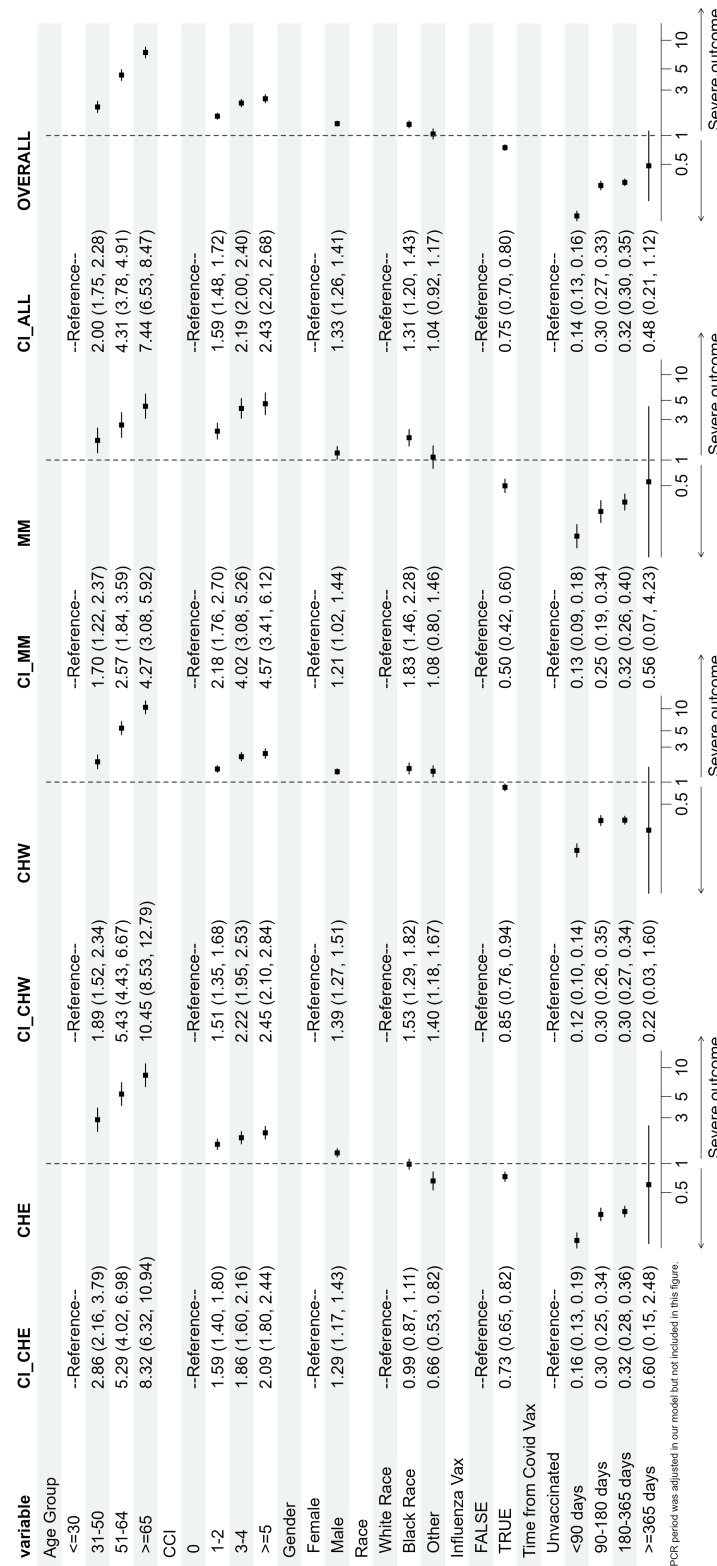 variable CI_CHE CHE CI_CHW CHW CI_MM MM CI_ALL OVERALL
Age Group
<=30 --Reference-- --Reference-- --Reference-- --Reference--
31-50 2.86 (2.16, 3.79) 1.89 (1.52, 2.34) 1.70 (1.22, 2.37) 2.00 (1.75, 2.28)
51-64 5.29 (4.02, 6.98) 5.43 (4.43, 6.67) 2.57 (1.84, 3.59) 4.31 (3.78, 4.91)
>=65 8.32 (6.32, 10.94) 10.45 (8.53, 12.79) 4.27 (3.08, 5.92) 7.44 (6.53, 8.47)
CCI
0 --Reference-- --Reference-- --Reference-- --Reference--
1-2 1.59 (1.40, 1.80) 1.51 (1.35, 1.68) 2.18 (1.76, 2.70) 1.59 (1.48, 1.72)
3-4 1.86 (1.60, 2.16) 2.22 (1.95, 2.53) 4.02 (3.08, 5.26) 2.19 (2.00, 2.40)
>=5 2.09 (1.80, 2.44) 2.45 (2.10, 2.84) 4.57 (3.41, 6.12) 2.43 (2.20, 2.68)
Gender
Female --Reference-- --Reference-- --Reference-- --Reference--
Male 1.29 (1.17, 1.43) 1.39 (1.27, 1.51) 1.21 (1.02, 1.44) 1.33 (1.26, 1.41)
Race
White Race --Reference-- --Reference-- --Reference-- --Reference--
Black Race 0.99 (0.87, 1.11) 1.53 (1.29, 1.82) 1.83 (1.46, 2.28) 1.31 (1.20, 1.43)
Other 0.66 (0.53, 0.82) 1.40 (1.18, 1.67) 1.08 (0.80, 1.46) 1.04 (0.92, 1.17)
Influenza Vax
FALSE --Reference-- --Reference-- --Reference-- --Reference--
TRUE 0.73 (0.65, 0.82) 0.85 (0.76, 0.94) 0.50 (0.42, 0.60) 0.75 (0.70, 0.80)
Time from Covid Vax
Unvaccinated --Reference-- --Reference-- --Reference-- --Reference--
<90 days 0.16 (0.13, 0.19) 0.12 (0.10, 0.14) 0.13 (0.09, 0.18) 0.14 (0.13, 0.16)
90-180 days 0.30 (0.25, 0.34) 0.30 (0.26, 0.35) 0.25 (0.19, 0.34) 0.30 (0.27, 0.33)
180-365 days 0.32 (0.28, 0.36) 0.30 (0.27, 0.34) 0.32 (0.26, 0.40) 0.32 (0.30, 0.35)
>=365 days 0.60 (0.15, 2.48) 0.22 (0.03, 1.60) 0.56 (0.07, 4.23) 0.48 (0.21, 1.12)
0.5 1 3 5 10 0.5 1 3 5 10 0.5 1 3 5 10 0.5 1 3 5 10
PCR period was adjusted in our model but not included in this figure.
Severe outcome Severe outcome Severe outcome Severe outcome